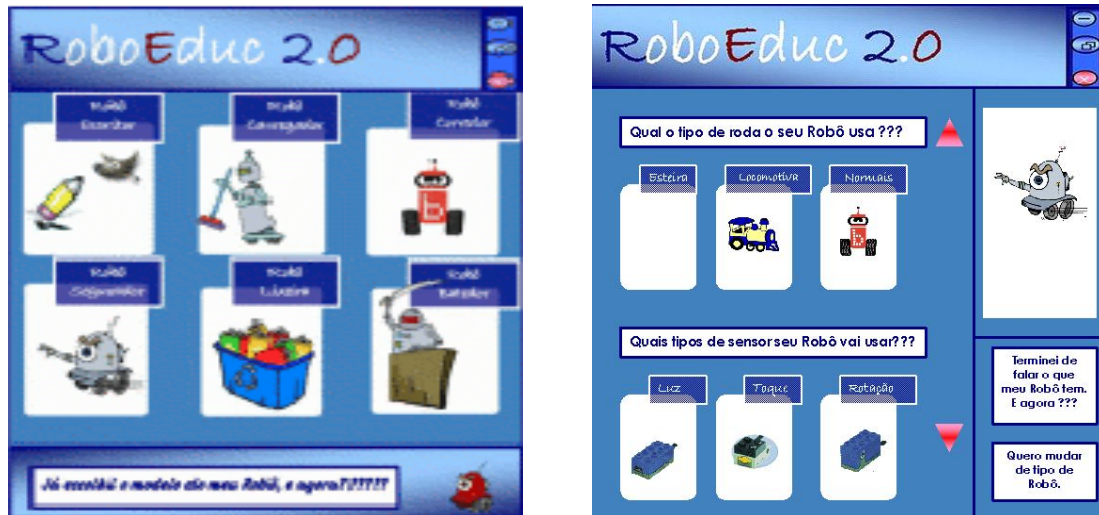 RoboEduc 2.0
Robô
Escritor
Robô
Carregador
Robô
Corredor
Robô
Seguidor
Robô
Lixeiro
Robô
Batedor
Já escolhi o modelo do meu Robô, e agora??????
RoboEduc 2.0
Qual o tipo de roda o seu Robô usa ???
Esteira
Locomotiva
Normais
Quais tipos de sensor seu Robô vai usar???
Luz
Toque
Rotação
Terminei de
falar o que
meu Robô tem.
E agora ???
Quero mudar
de tipo de
Robô.